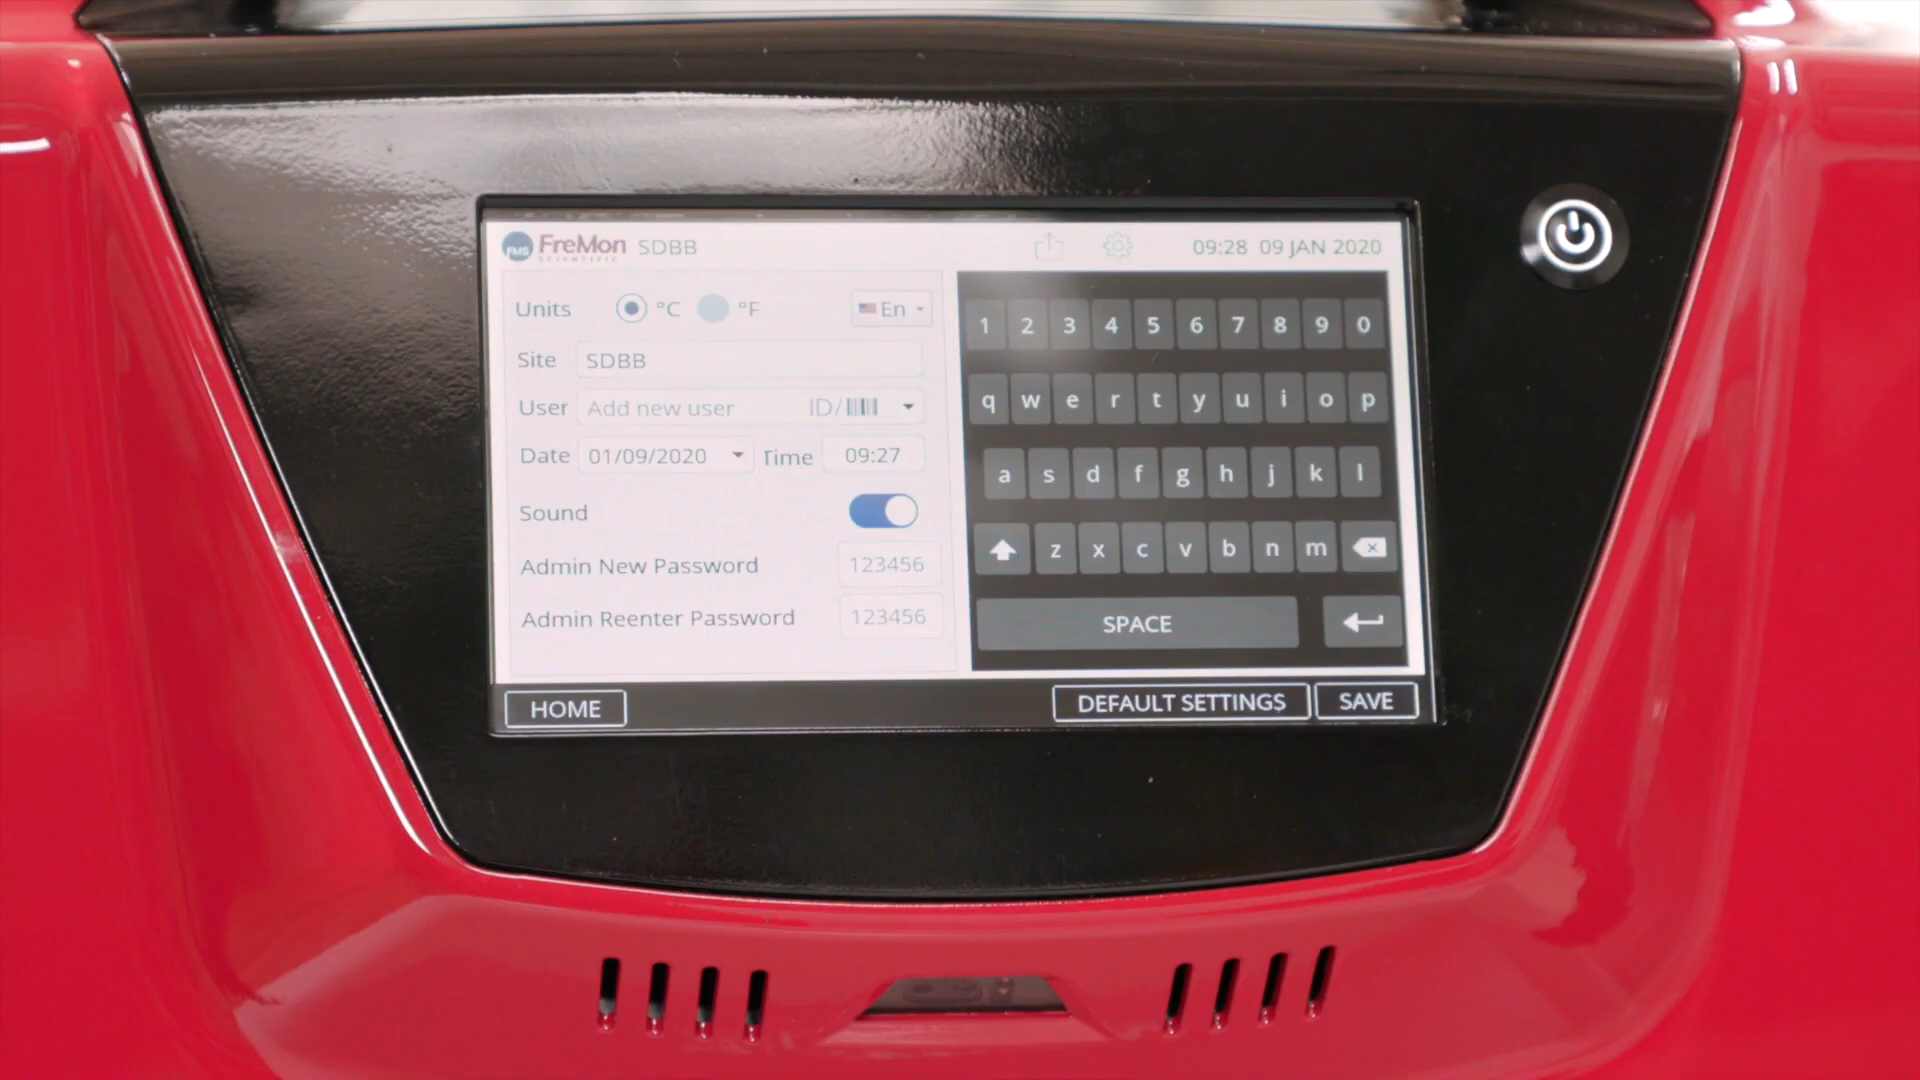 FMS FreMon SCIENTIFIC SDBB 09:28 09 JAN 2020
Units °C °F En
Site SDBB
User Add new user ID/
Date 01/09/2020 Time 09:27
Sound
Admin New Password 123456
Admin Reenter Password 123456
1 2 3 4 5 6 7 8 9 0
q w e r t y u i o p
a s d f g h j k l
z x c v b n m
SPACE
HOME DEFAULT SETTINGS SAVE